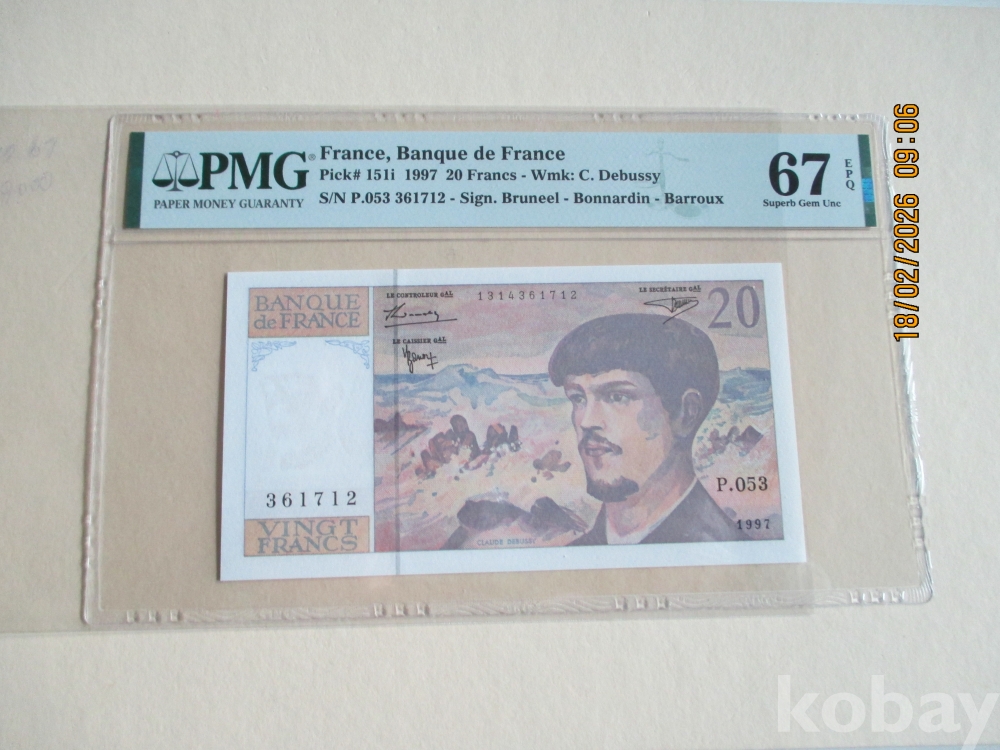 PMG®
PAPER MONEY GUARANTY
France, Banque de France
Pick# 151i 1997 20 Francs - Wmk: C. Debussy
S/N P.053 361712 - Sign. Bruneel - Bonnardin - Barroux
67
EPQ
Superb Gem Unc
18/02/2026 09:06
BANQUE
de FRANCE
LE CONTROLEUR GAL
1314361712
LE SECRÉTAIRE GAL
20
LE CAISSIER GAL
361712
P.053
1997
VINGT
FRANCS
CLAUDE DEBUSSY
kobay